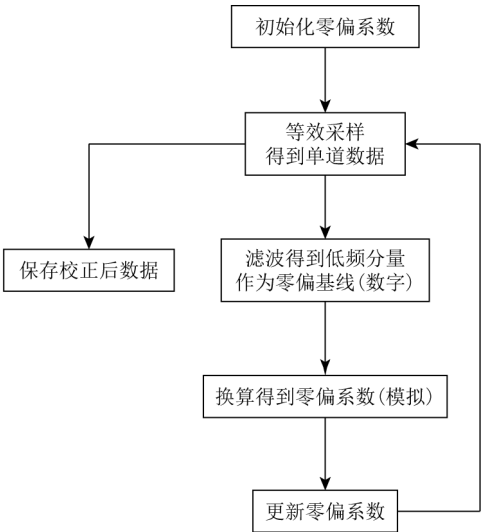 初始化零偏系数
等效采样
得到单道数据
保存校正后数据
滤波得到低频分量
作为零偏基线(数字)
换算得到零偏系数(模拟)
更新零偏系数